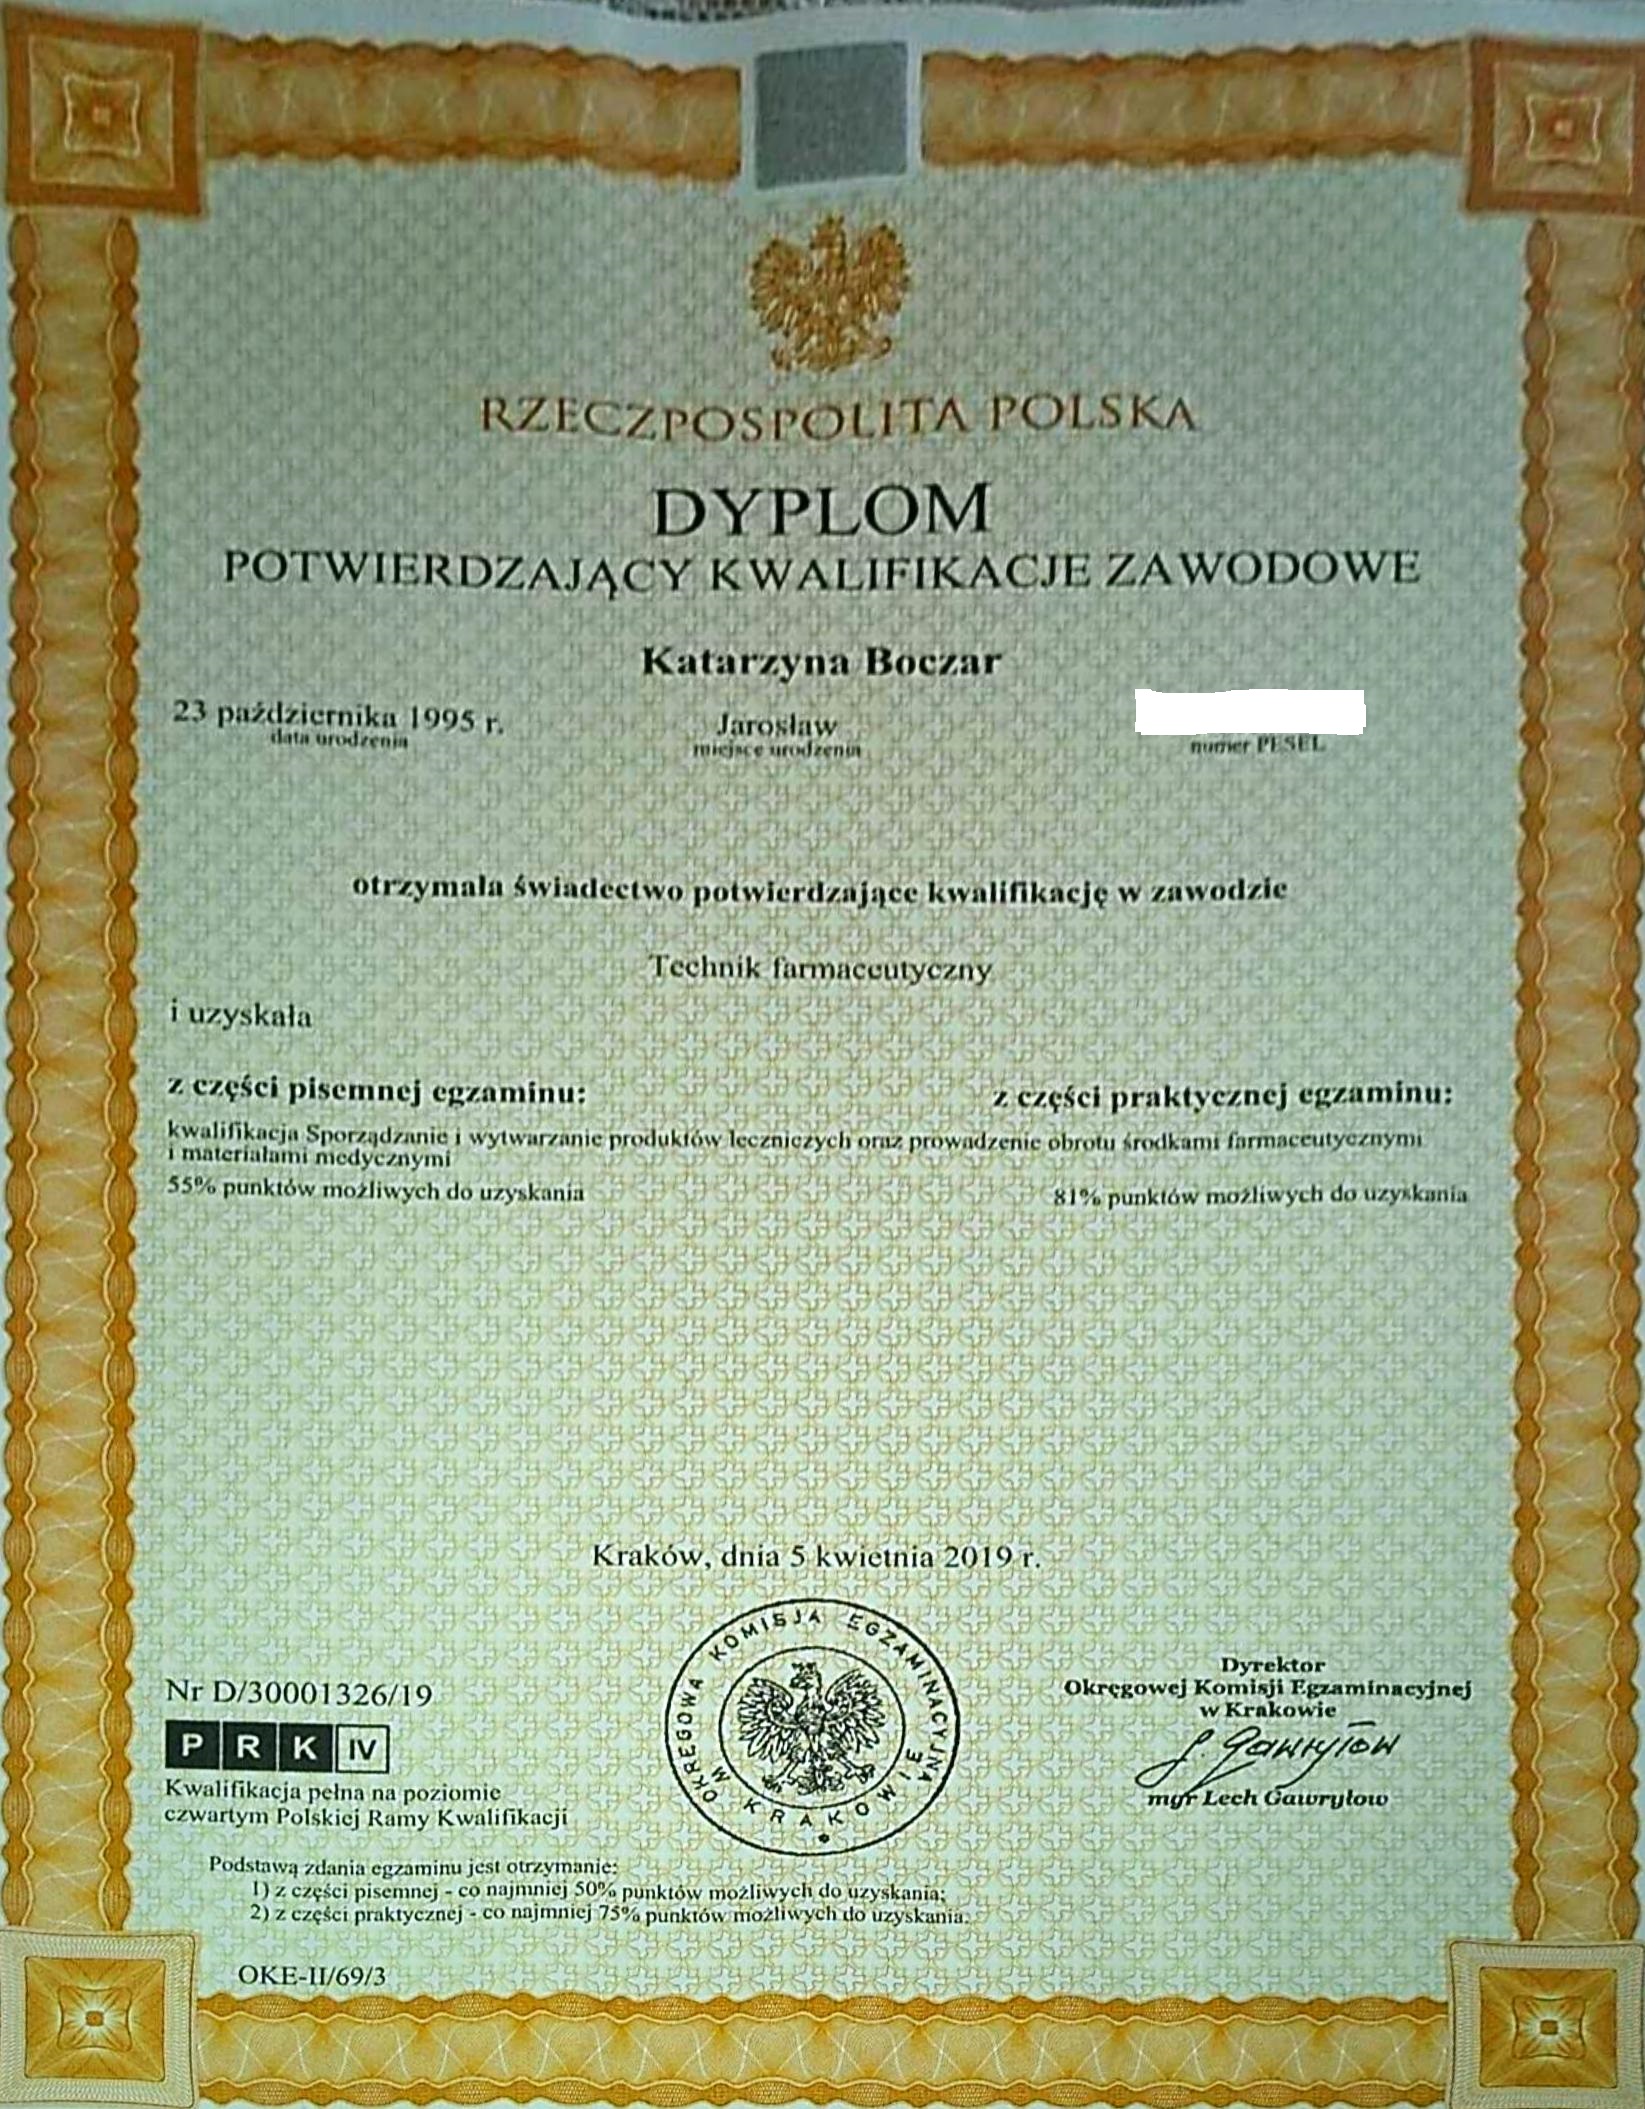 RZECZPOSPOLITA POLSKA
DYPLOM
POTWIERDZAJĄCY KWALIFIKACJE ZAWODOWE
Katarzyna Boczar
23 października 1995 r.
data urodzenia
Jarosław
miejsce urodzenia
numer PESEL
otrzymała świadectwo potwierdzające kwalifikację w zawodzie
Technik farmaceutyczny
i uzyskała
z części pisemnej egzaminu:
z części praktycznej egzaminu:
kwalifikacja Sporządzanie i wytwarzanie produktów leczniczych oraz prowadzenie obrotu środkami farmaceutycznymi
i materiałami medycznymi
55% punktów możliwych do uzyskania
81% punktów możliwych do uzyskania
Kraków, dnia 5 kwietnia 2019 r.
OKRĘGOWA KOMISJA EGZAMINACYJNA
W KRAKOWIE
Nr D/30001326/19
PRK IV
Kwalifikacja pełna na poziomie
czwartym Polskiej Ramy Kwalifikacji
Dyrektor
Okręgowej Komisji Egzaminacyjnej
w Krakowie
L. Gawryłow
mgr Lech Gawryłow
Podstawą zdania egzaminu jest otrzymanie:
1) z części pisemnej - co najmniej 50% punktów możliwych do uzyskania;
2) z części praktycznej - co najmniej 75% punktów możliwych do uzyskania.
OKE-II/69/3